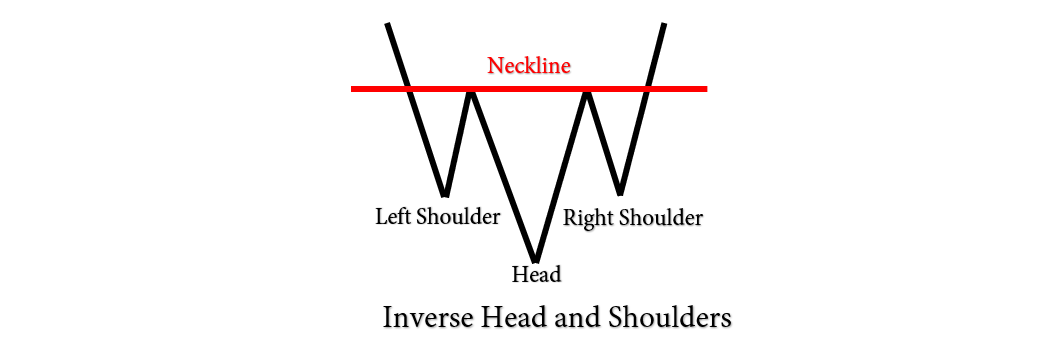 Neckline
Left Shoulder
Right Shoulder
Head
Inverse Head and Shoulders